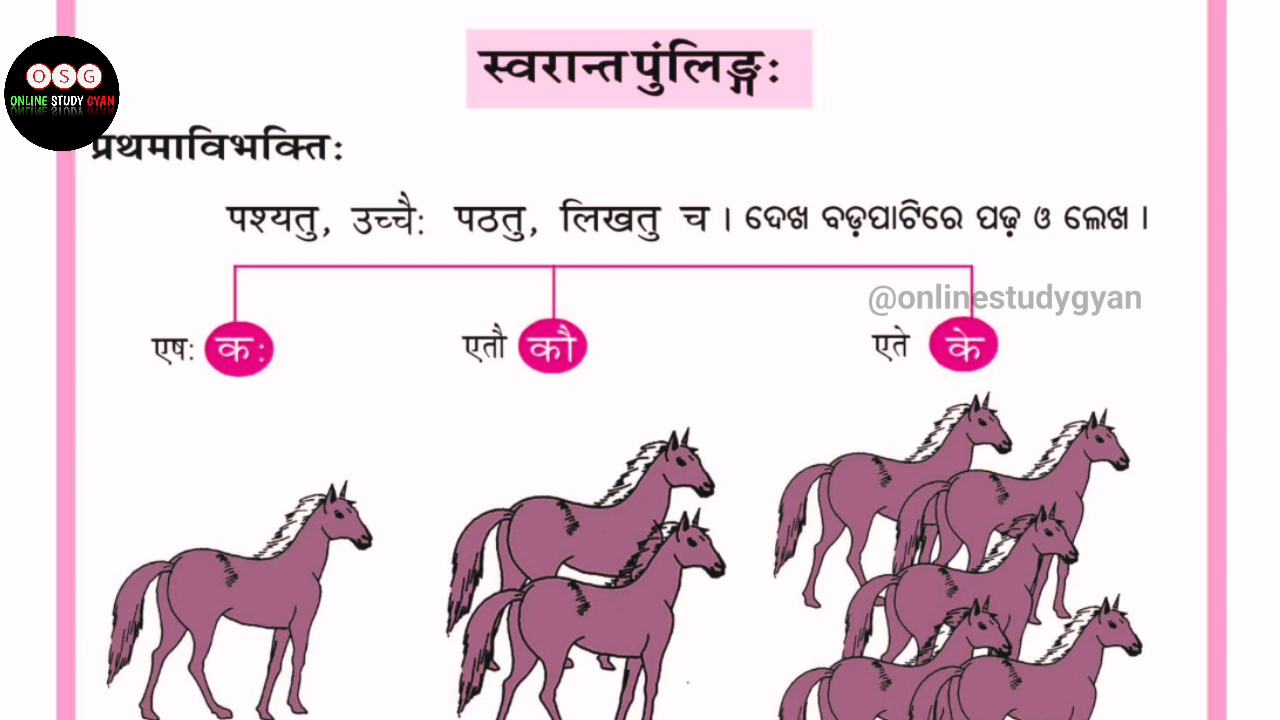 स्वरान्तपुंलिङ्गः
OSG
ONLINE STUDY GYAN
प्रथमाविभक्तिः
पश्यतु, उच्चैः पठतु, लिखतु च । ଦେଖ ବଡ଼ପାଟିରେ ପଢ଼ ଓ ଲେଖ ।
@onlinestudygyan
एषः कः एतौ कौ एते के